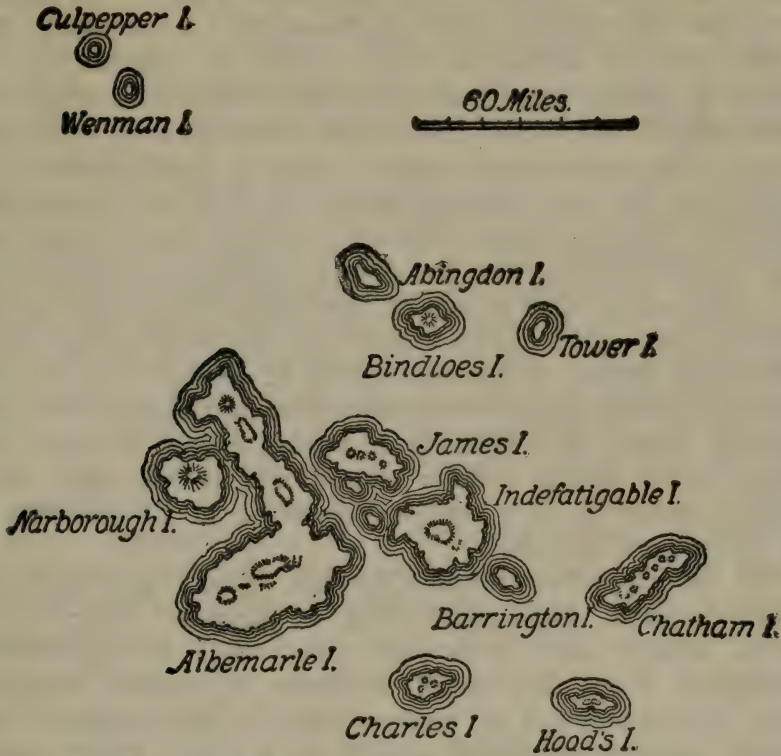 Culpepper I.
Wenman I.
60 Miles.
Abingdon I.
Bindloes I.
Tower I.
James I.
Indefatigable I.
Narborough I.
Barrington I.
Chatham I.
Albemarle I.
Charles I
Hood's I.